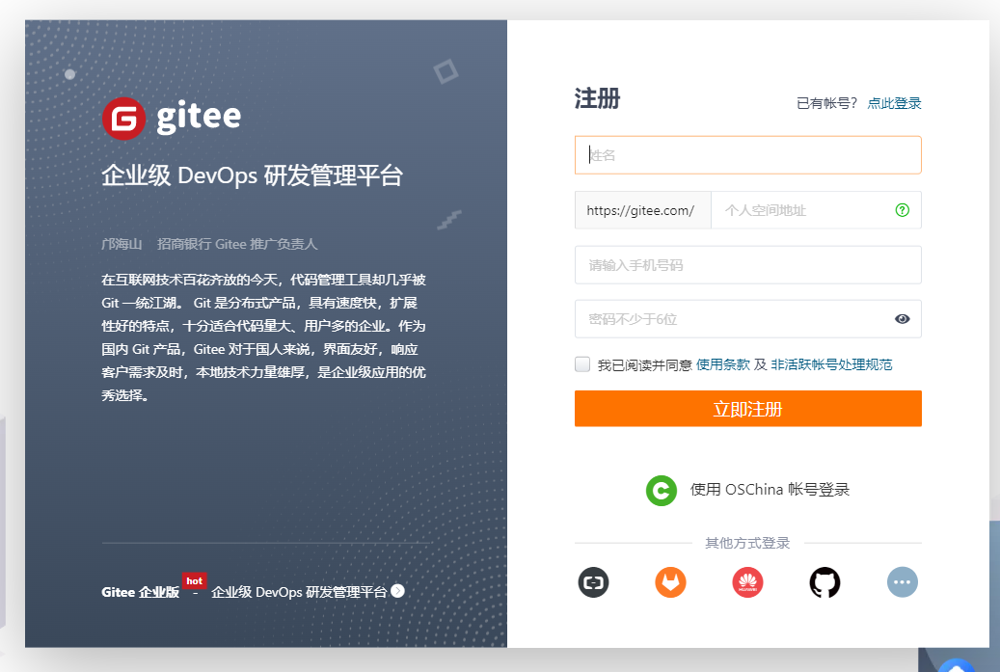 gitee
企业级 DevOps 研发管理平台
邝海山 招商银行 Gitee 推广负责人
在互联网技术百花齐放的今天，代码管理工具却几乎被
Git 一统江湖。 Git 是分布式产品，具有速度快，扩展
性好的特点，十分适合代码量大、用户多的企业。作为
国内 Git 产品，Gitee 对于国人来说，界面友好，响应
客户需求及时，本地技术力量雄厚，是企业级应用的优
秀选择。
Gitee 企业版 hot - 企业级 DevOps 研发管理平台
注册
已有帐号？ 点此登录
姓名
https://gitee.com/ 个人空间地址
请输入手机号码
密码不少于6位
我已阅读并同意 使用条款 及 非活跃帐号处理规范
立即注册
使用 OSChina 帐号登录
其他方式登录
HUAWEI